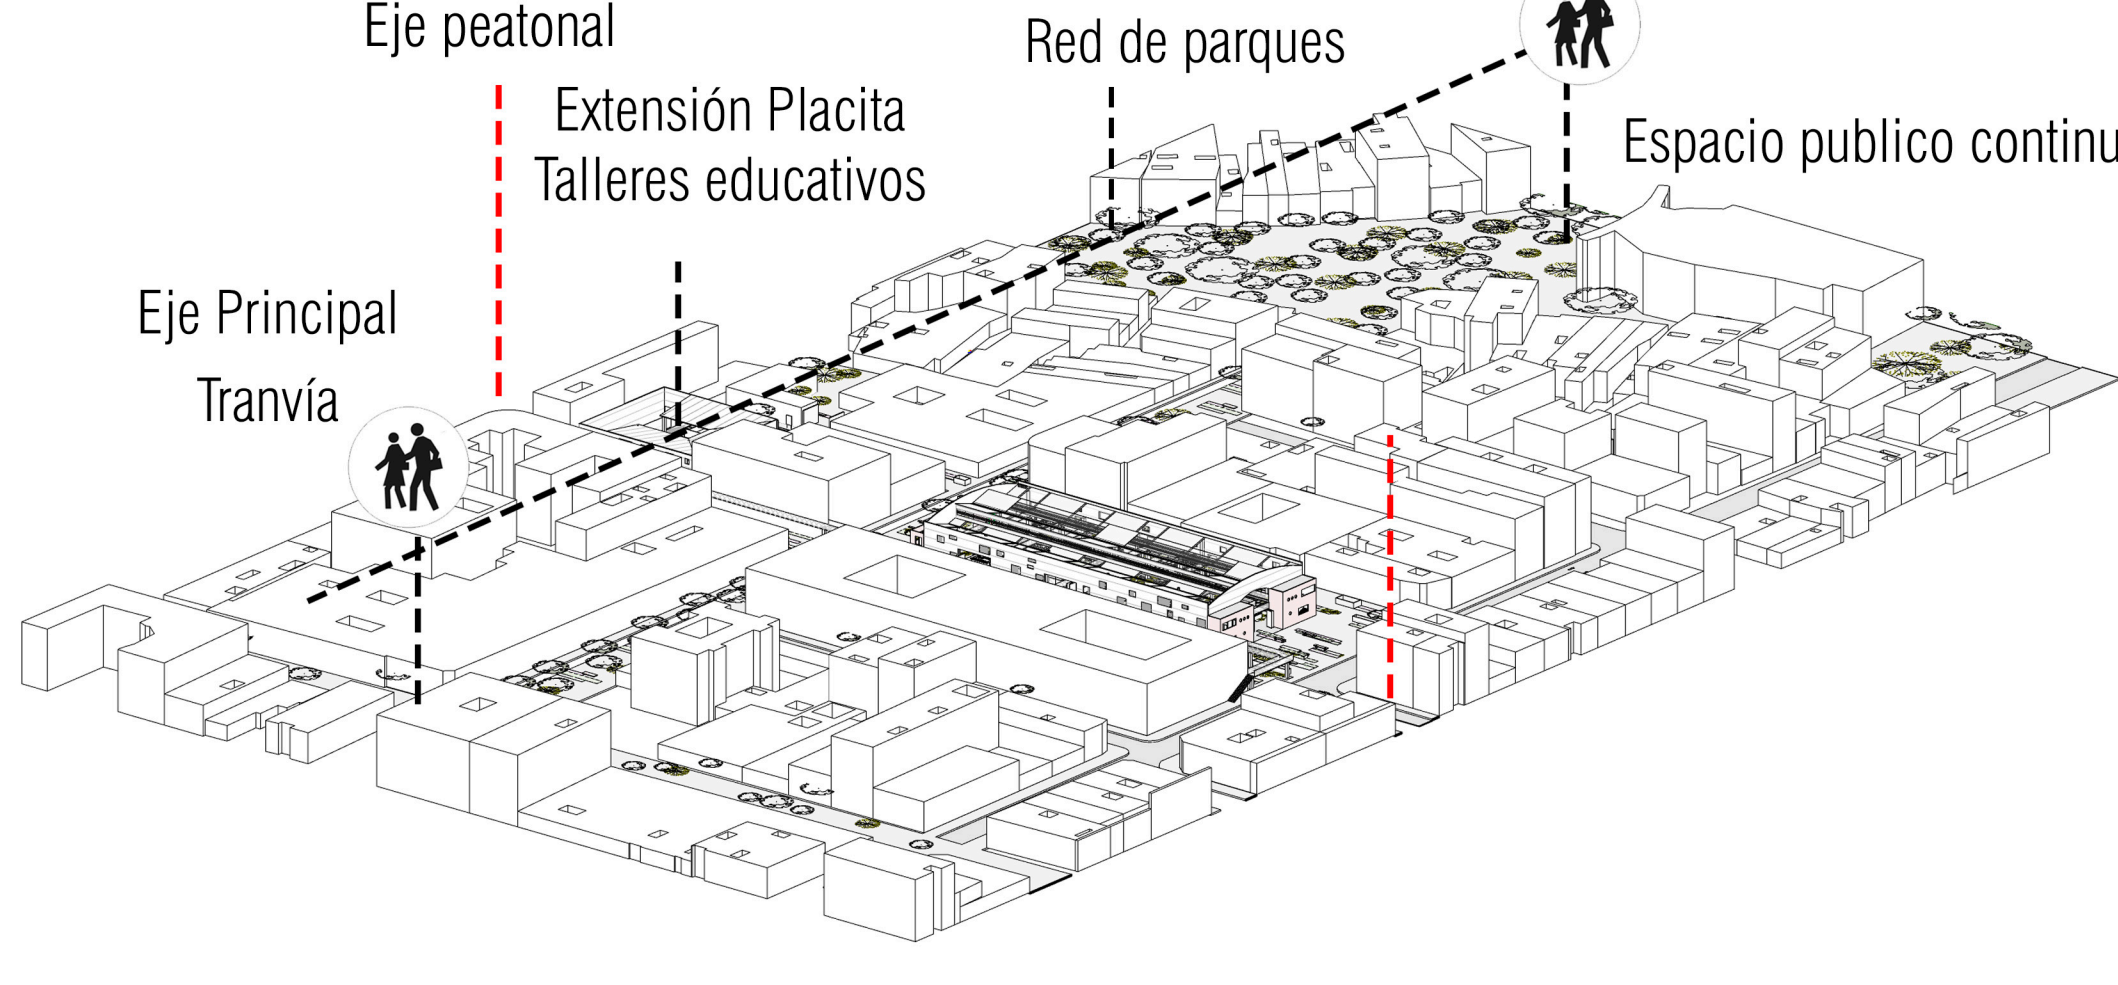 Eje peatonal
Extensión Placita
Talleres educativos
Red de parques
Espacio publico continu
Eje Principal
Tranvía